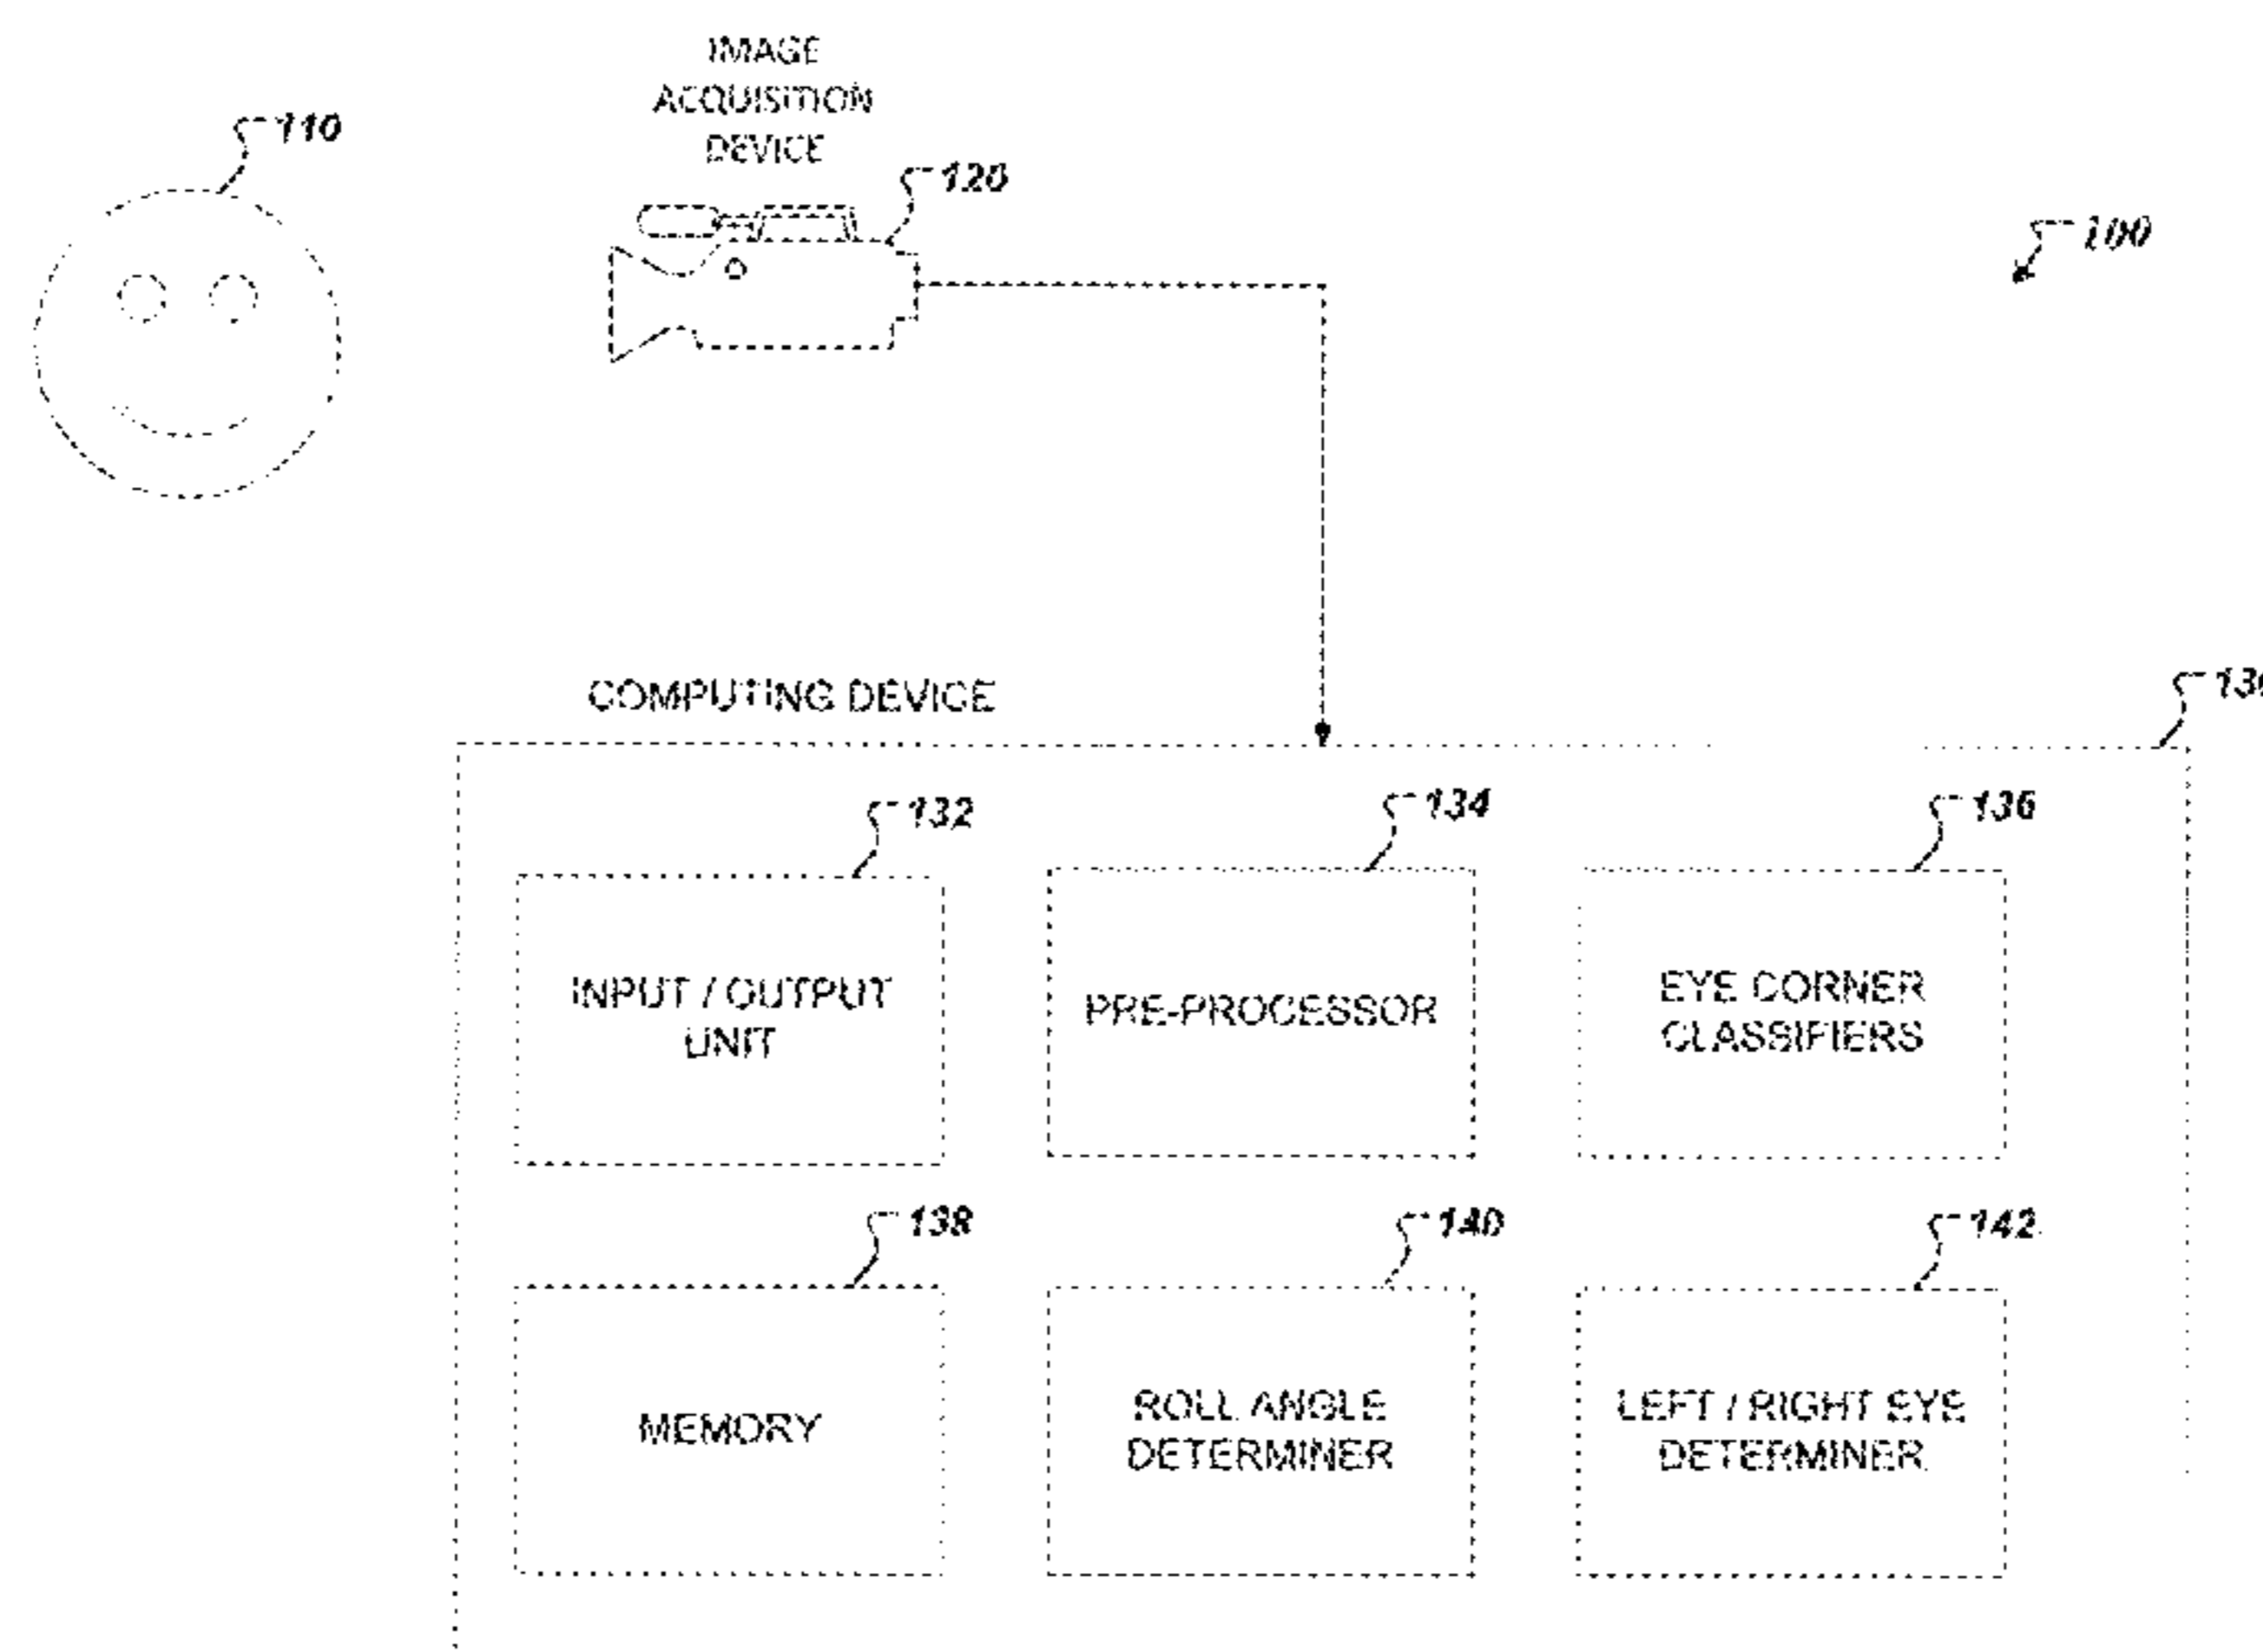 IMAGE
ACQUISITION
DEVICE
110
120
100
COMPUTING DEVICE
132
134
136
INPUT / OUTPUT
UNIT
PRE-PROCESSOR
EYE CORNER
CLASSIFIERS
138
140
142
MEMORY
ROLL ANGLE
DETERMINER
LEFT / RIGHT EYE
DETERMINER